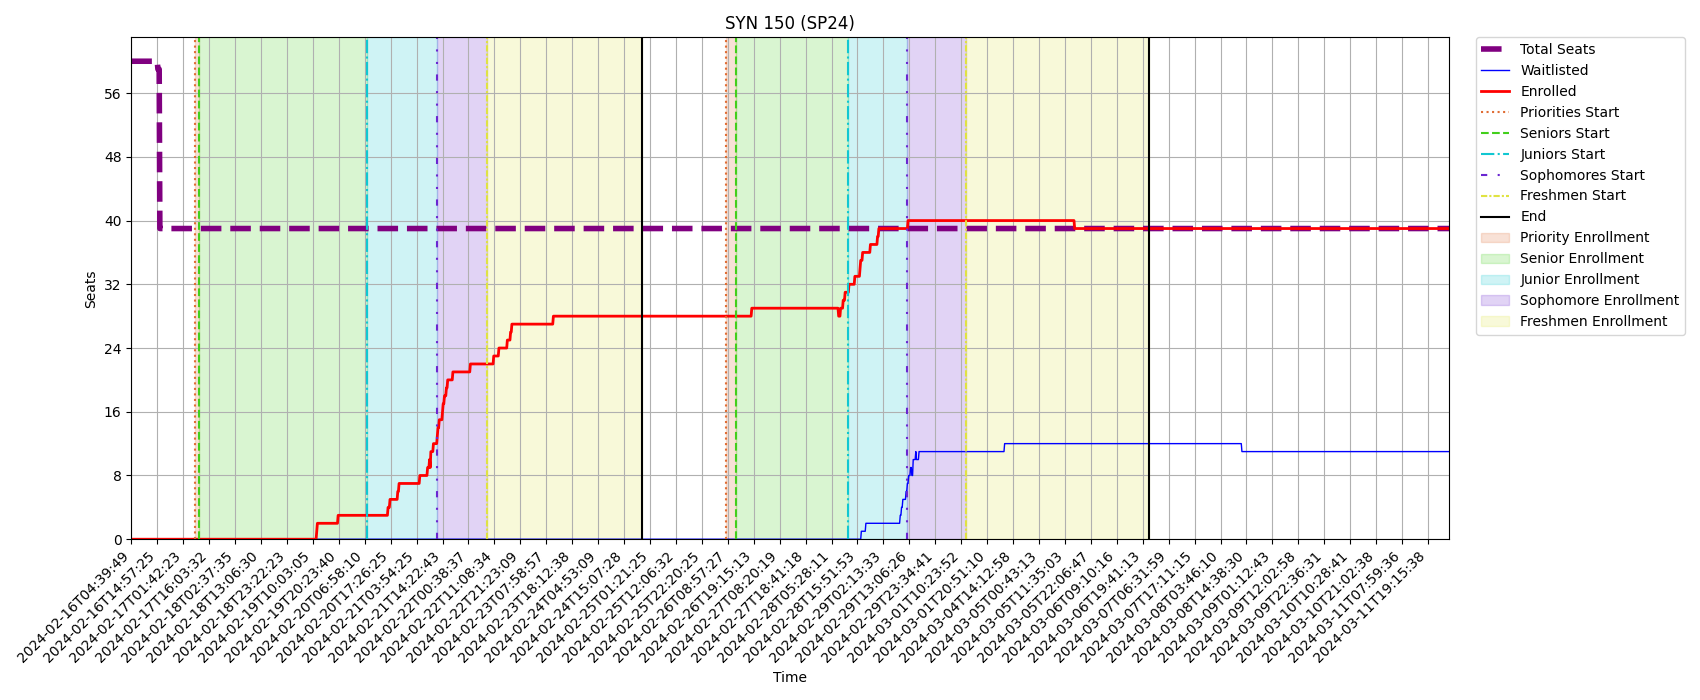 SYN 150 (SP24)
Seats
56
48
40
32
24
16
8
0
2024-02-16T04:39:49
2024-02-16T14:57:25
2024-02-17T01:42:23
2024-02-17T16:03:32
2024-02-18T02:37:35
2024-02-18T13:06:30
2024-02-18T23:22:23
2024-02-19T10:03:05
2024-02-19T20:23:40
2024-02-20T06:58:10
2024-02-20T17:26:25
2024-02-21T03:54:25
2024-02-21T14:22:43
2024-02-22T00:38:37
2024-02-22T11:08:34
2024-02-22T21:23:09
2024-02-23T07:58:57
2024-02-23T18:12:38
2024-02-24T04:53:09
2024-02-24T15:07:28
2024-02-25T01:21:25
2024-02-25T12:06:32
2024-02-25T22:20:25
2024-02-26T08:57:27
2024-02-26T19:15:13
2024-02-27T08:20:19
2024-02-27T18:41:18
2024-02-28T05:28:11
2024-02-28T15:51:53
2024-02-29T02:13:33
2024-02-29T13:06:26
2024-02-29T23:34:41
2024-03-01T10:23:52
2024-03-01T20:51:10
2024-03-04T14:12:58
2024-03-05T00:43:13
2024-03-05T11:35:03
2024-03-05T22:06:47
2024-03-06T09:10:16
2024-03-06T19:41:13
2024-03-07T06:31:59
2024-03-07T17:11:15
2024-03-08T03:46:10
2024-03-08T14:38:30
2024-03-09T01:12:43
2024-03-09T12:02:58
2024-03-09T22:36:31
2024-03-10T10:28:41
2024-03-10T21:02:38
2024-03-11T07:59:36
2024-03-11T19:15:38
Time
Total Seats
Waitlisted
Enrolled
Priorities Start
Seniors Start
Juniors Start
Sophomores Start
Freshmen Start
End
Priority Enrollment
Senior Enrollment
Junior Enrollment
Sophomore Enrollment
Freshmen Enrollment